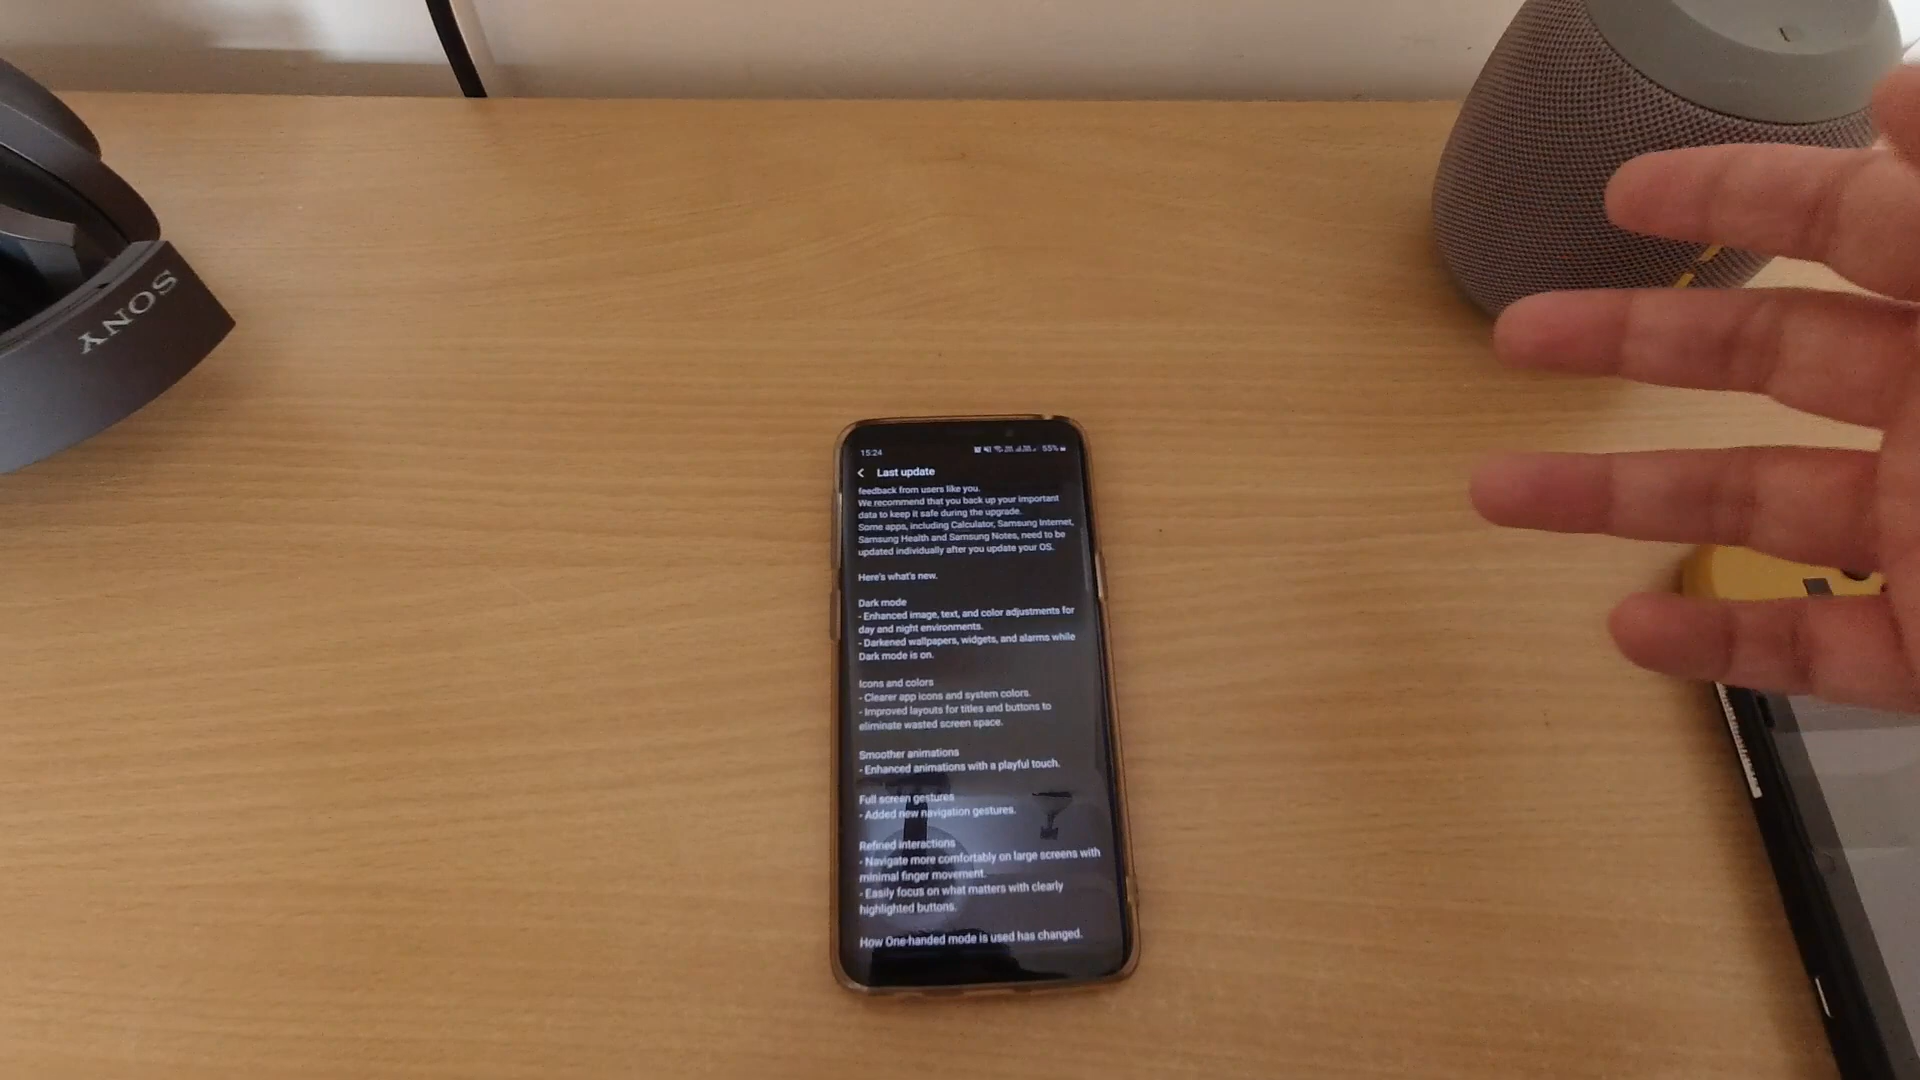 SONY
15:24
55%
Last update
feedback from users like you.
We recommend that you back up your important
data to keep it safe during the upgrade.
Some apps, including Calculator, Samsung Internet,
Samsung Health and Samsung Notes, need to be
updated individually after you update your OS.
Here's what's new.
Dark mode
- Enhanced image, text, and color adjustments for
day and night environments.
- Darkened wallpapers, widgets, and alarms while
Dark mode is on.
Icons and colors
- Clearer app icons and system colors.
- Improved layouts for titles and buttons to
eliminate wasted screen space.
Smoother animations
- Enhanced animations with a playful touch.
Full screen gestures
- Added new navigation gestures.
Refined interactions
- Navigate more comfortably on large screens with
minimal finger movement.
- Easily focus on what matters with clearly
highlighted buttons.
How One-handed mode is used has changed.